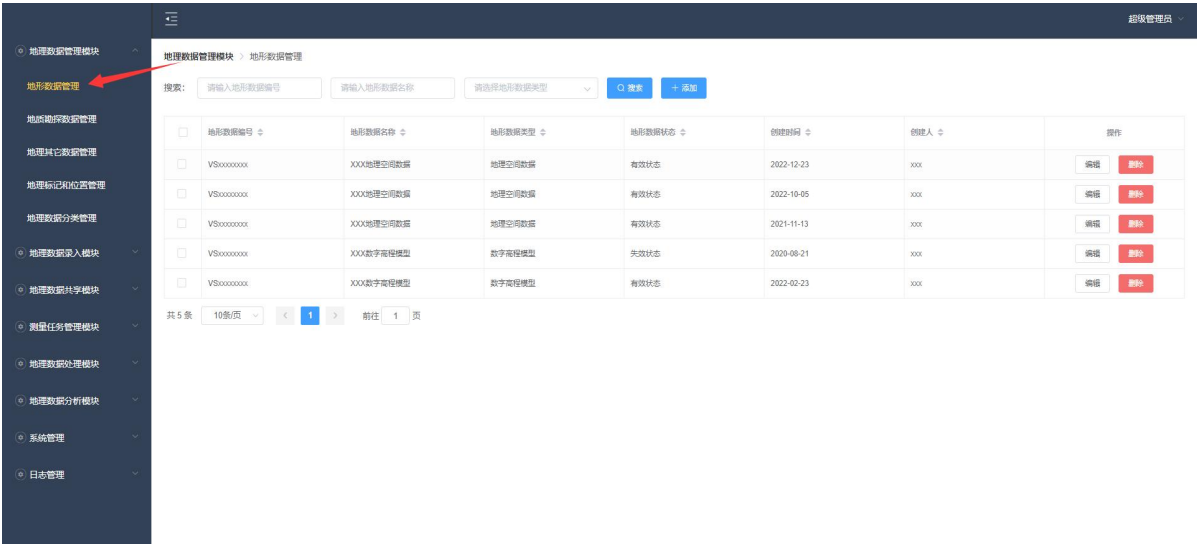 超级管理员
地理数据管理模块
地形数据管理
地质勘探数据管理
地理其它数据管理
地理标记和位置管理
地理数据分类管理
地理数据录入模块
地理数据共享模块
测量任务管理模块
地理数据处理模块
地理数据分析模块
系统管理
日志管理
地理数据管理模块 > 地形数据管理
搜索: 请输入地形数据编号 请输入地形数据名称 请选择地形数据类型 搜索 + 添加
地形数据编号 地形数据名称 地形数据类型 地形数据状态 创建时间 创建人 操作
VSxxxxxxxx XXX地理空间数据 地理空间数据 有效状态 2022-12-23 xxx 编辑 删除
VSxxxxxxxx XXX地理空间数据 地理空间数据 有效状态 2022-10-05 xxx 编辑 删除
VSxxxxxxxx XXX地理空间数据 地理空间数据 有效状态 2021-11-13 xxx 编辑 删除
VSxxxxxxxx XXX数字高程模型 数字高程模型 失效状态 2020-08-21 xxx 编辑 删除
VSxxxxxxxx XXX数字高程模型 数字高程模型 有效状态 2022-02-23 xxx 编辑 删除
共 5 条 10条/页 < 1 > 前往 1 页